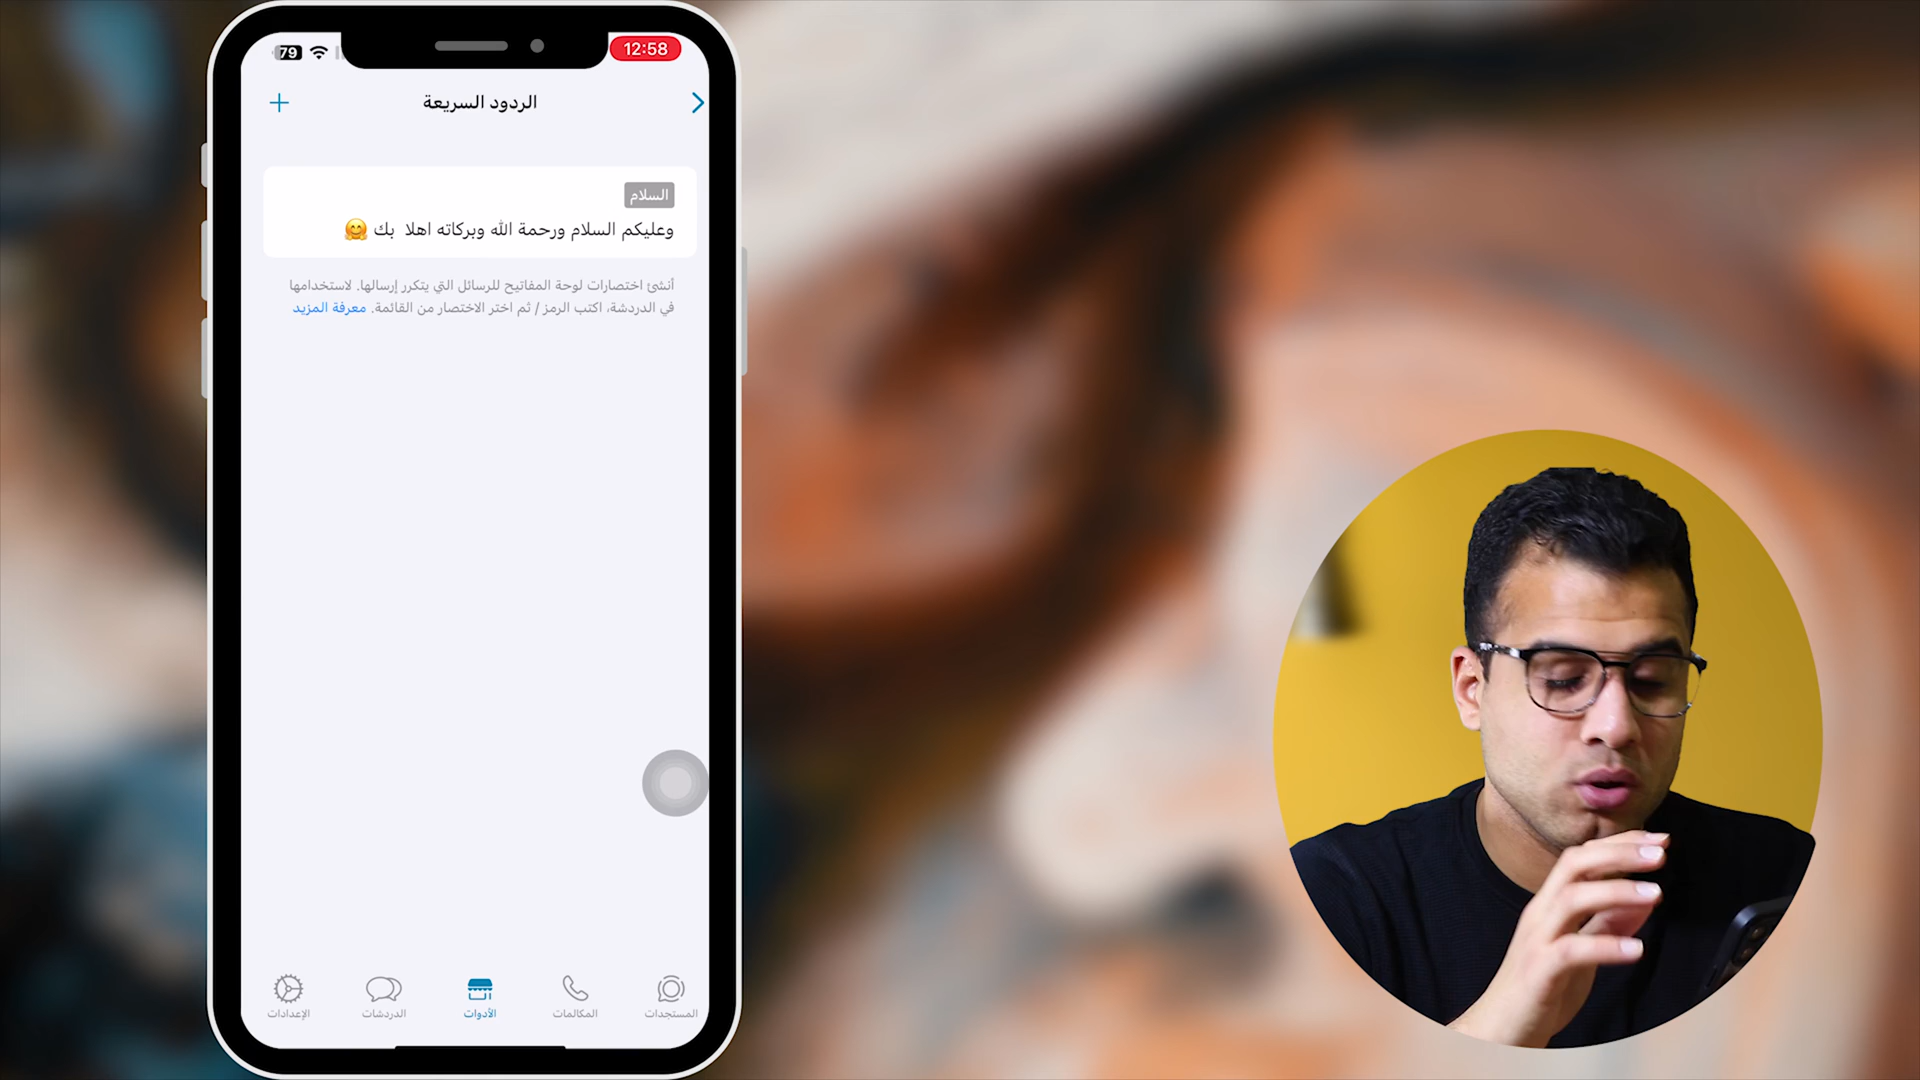 79
12:58
الردود السريعة
السلام
وعليكم السلام ورحمة الله وبركاته اهلا بك 🤗
أنشئ اختصارات لوحة المفاتيح للرسائل التي يتكرر إرسالها. لاستخدامها
في الدردشة، اكتب الرمز / ثم اختر الاختصار من القائمة. معرفة المزيد
المستجدات
المكالمات
الأدوات
الدردشات
الإعدادات